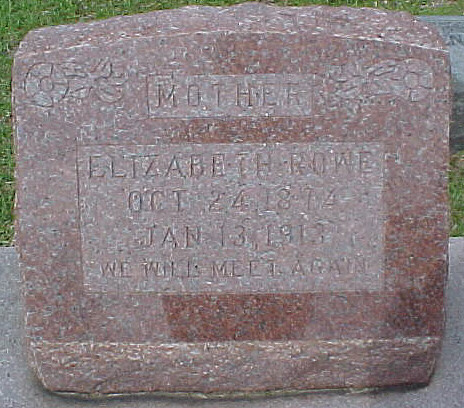 MOTHER
ELIZABETH ROWE
OCT. 24, 1874
JAN. 13, 1913
WE WILL MEET AGAIN